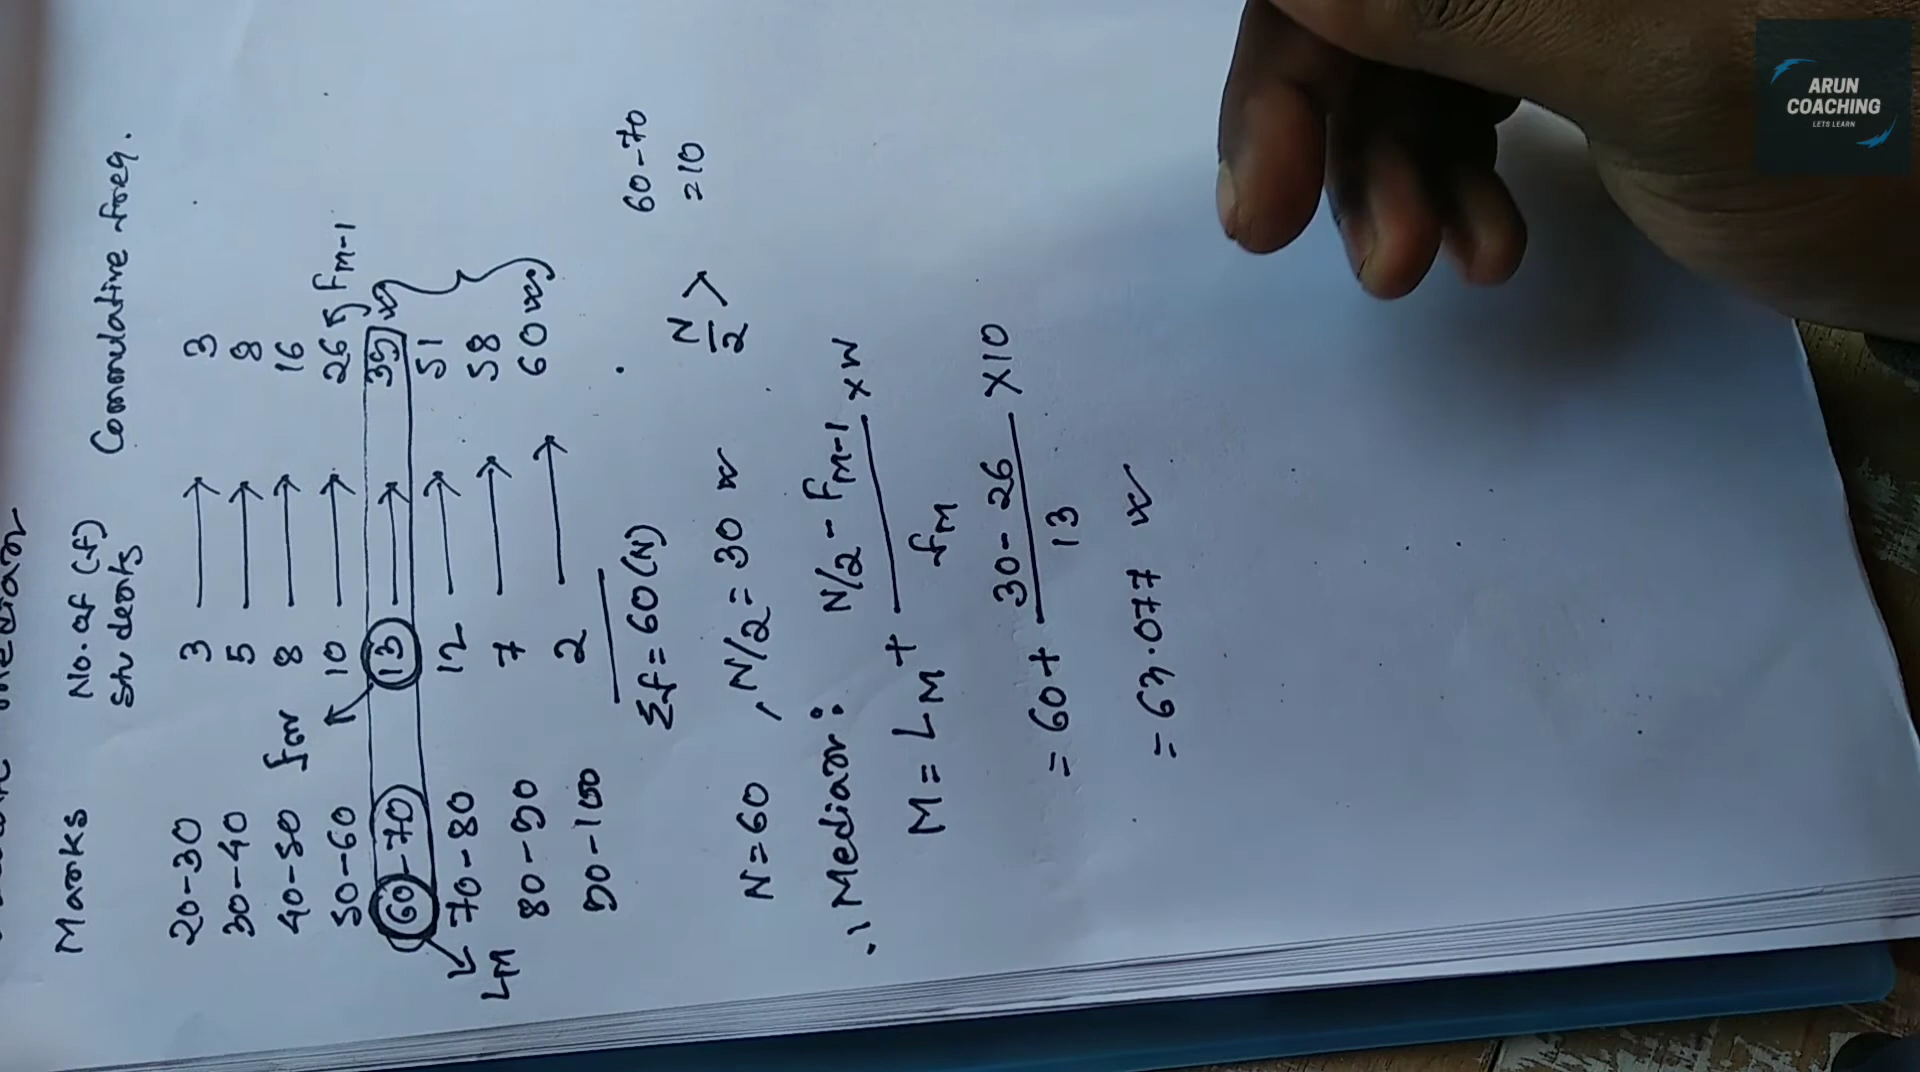 Marks No. of (f) Students Commulative freq.
20-30 3 3
30-40 5 8
40-50 8 16
50-60 10 26 FM-1
60-70 13 39
70-80 12 51
80-90 7 58
90-100 2 60
LM
fm
Σf = 60(N)
60-70
=10
N=60 , N/2 = 30
N/2 >
Median :
M = LM + N/2 - FM-1 / fM × W
= 60 + 30 - 26 / 13 × 10
= 63.077
ARUN
COACHING
LETS LEARN